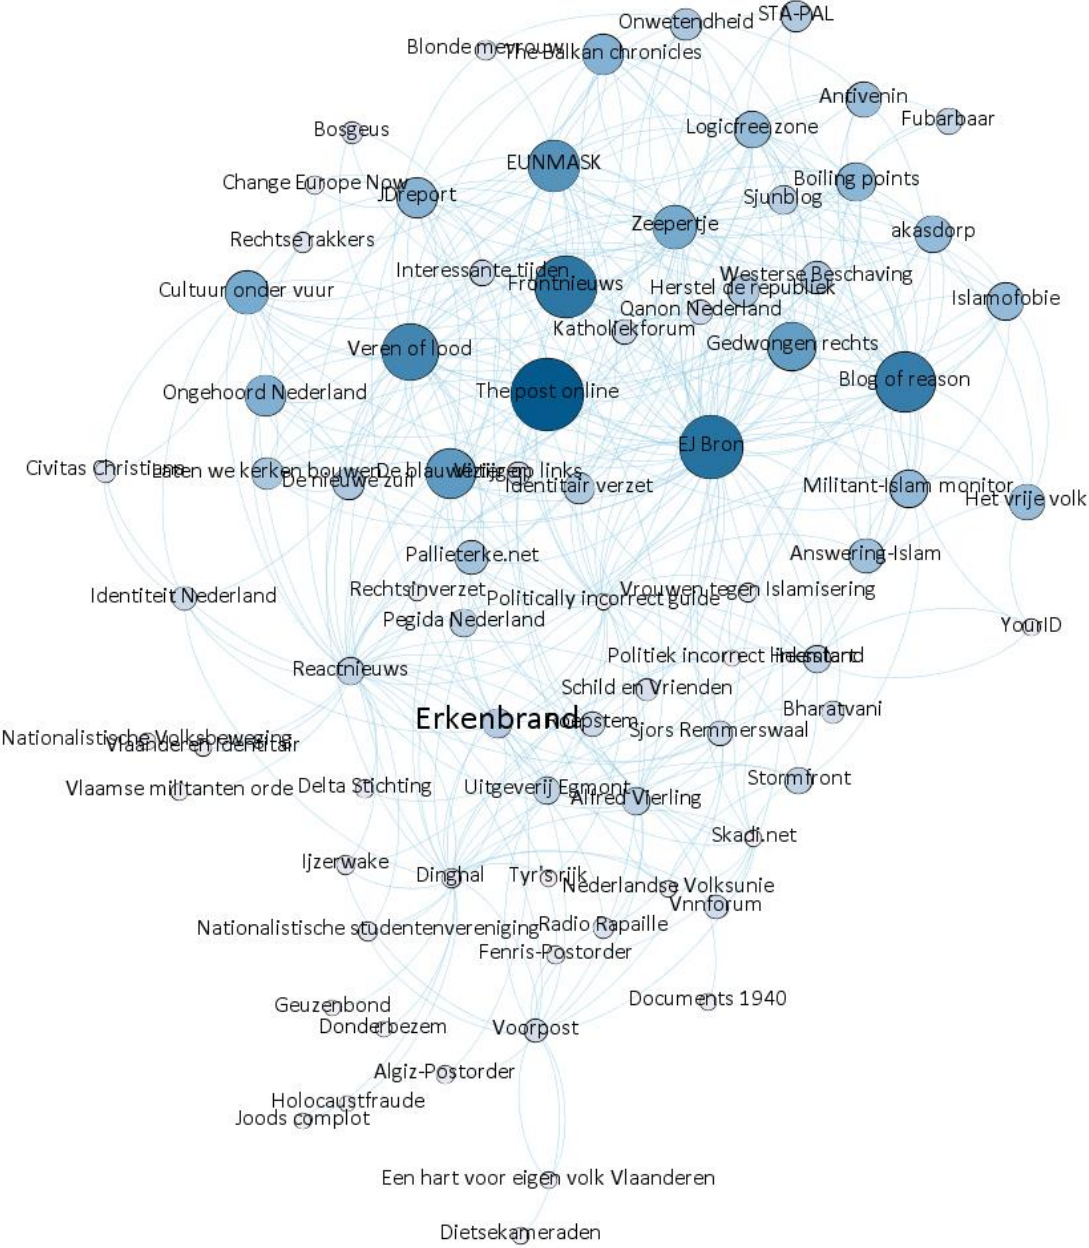 STA-PAL
Onwetendheid
Blonde mevrouw
The Balkan chronicles
Antivenin
Fubarbaar
Logicfree zone
Bosgeus
EUNMASK
Boiling points
Change Europe Now
JDreport
Sjunblog
Zeepertje
akasdorp
Rechtse rakkers
Interessante tijden
Frontnieuws
Westerse Beschaving
Herstel de republiek
Cultuur onder vuur
Islamofobie
Qanon Nederland
Katholiekforum
Gedwongen rechts
Veren of lood
Blog of reason
The post online
Ongehoord Nederland
EJ Bron
Civitas Christiana
Laten we kerken bouwen
De blauwe tijger
links
De nieuwe zuil
Identitair verzet
Militant-Islam monitor
Het vrije volk
Pallieterke.net
Answering-Islam
Rechtsinverzet
Vrouwen tegen Islamisering
Identiteit Nederland
Politically incorrect guide
Pegida Nederland
YourID
Politiek incorrect
Reactnieuws
Schild en Vrienden
Bharatvani
Erkenbrand
Sjors Remmerswaal
Nationalistische Volksbeweging
Vlaanderen Identitair
Stormfront
Vlaamse militanten orde
Delta Stichting
Uitgeverij Egmont
Alfred Vierling
Skadi.net
Ijzerwake
Dinghal
Tyr's rijk
Nederlandse Volksunie
Vnnforum
Nationalistische studentenvereniging
Radio Rapaille
Fenris-Postorder
Documents 1940
Geuzenbond
Donderbezem
Voorpost
Algiz-Postorder
Holocaustfraude
Joods complot
Een hart voor eigen volk Vlaanderen
Dietsekameraden